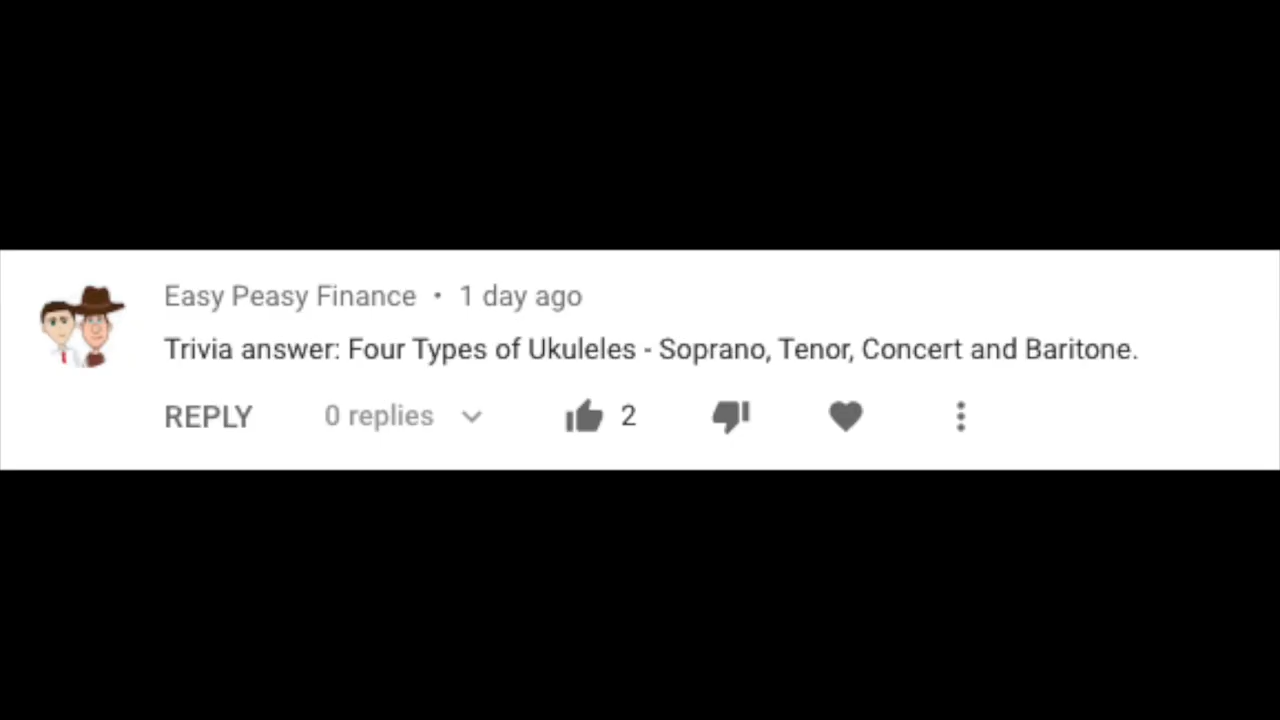 Easy Peasy Finance • 1 day ago
Trivia answer: Four Types of Ukuleles - Soprano, Tenor, Concert and Baritone.
REPLY 0 replies 2